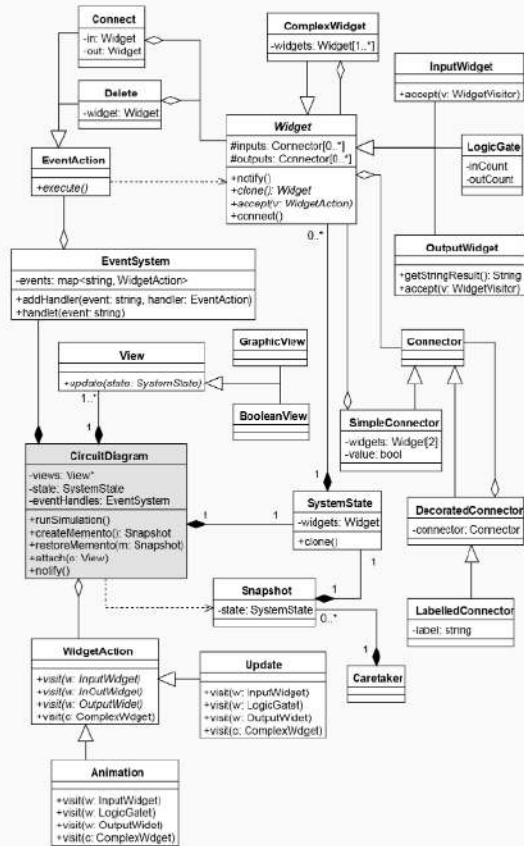 Connect
-in: Widget
-out: Widget
Delete
-widget: Widget
EventAction
+execute()
ComplexWidget
-widgets: Widget[1..*]
Widget
#inputs: Connector[0..*]
#outputs: Connector[0..*]
+notify()
+clone(): Widget
+accept(v: WidgetAction)
+connect()
0..*
InputWidget
+accept(v: WidgetVisitor)
LogicGate
-inCount
-outCount
OutputWidget
+getStringResult(): String
+accept(v: WidgetVisitor)
EventSystem
-events: map<string, WidgetAction>
+addHandler(event: string, handler: EventAction)
+handlet(event: string)
View
+update(state: SystemState)
1..*
1
GraphicView
BooleanView
Connector
SimpleConnector
-widgets: Widget[2]
-value: bool
DecoratedConnector
-connector: Connector
LabelledConnector
-label: string
CircuitDiagram
-views: View*
-state: SystemState
-eventHandles: EventSystem
+runSimulation()
+createMemento(): Snapshot
+restoreMemento(m: Snapshot)
+attach(o: View)
+notify()
1
1
1
SystemState
-widgets: Widget
+clone()
1
1
Snapshot
-state: SystemState
0..*
1
Caretaker
WidgetAction
+visit(w: InputWidget)
+visit(w: InOutWidget)
+visit(w: OutputWidet)
+visit(c: ComplexWdget)
Update
+visit(w: InputWidget)
+visit(w: LogicGatet)
+visit(w: OutputWidet)
+visit(c: ComplexWdget)
Animation
+visit(w: InputWidget)
+visit(w: LogicGatet)
+visit(w: OutputWidet)
+visit(c: ComplexWdget)